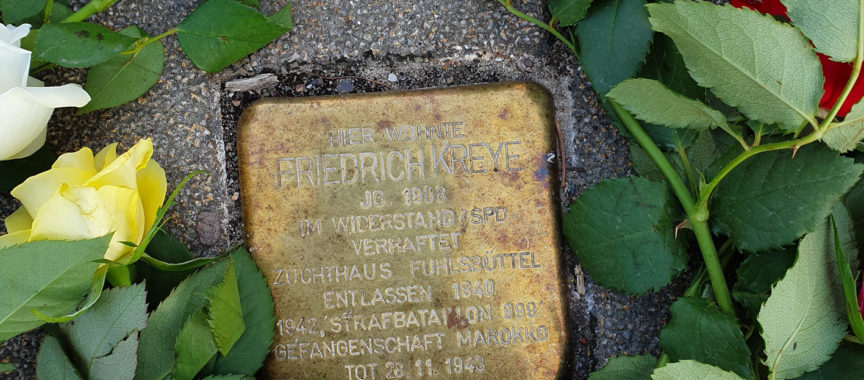 HIER WOHNTE
FRIEDRICH KREYE
JG. 1908
IM WIDERSTAND/SPD
VERHAFTET
ZUCHTHAUS FUHLSBÜTTEL
ENTLASSEN 1940
1942 'STRAFBATAILLON 999'
GEFANGENSCHAFT MAROKKO
TOT 28.11.1943